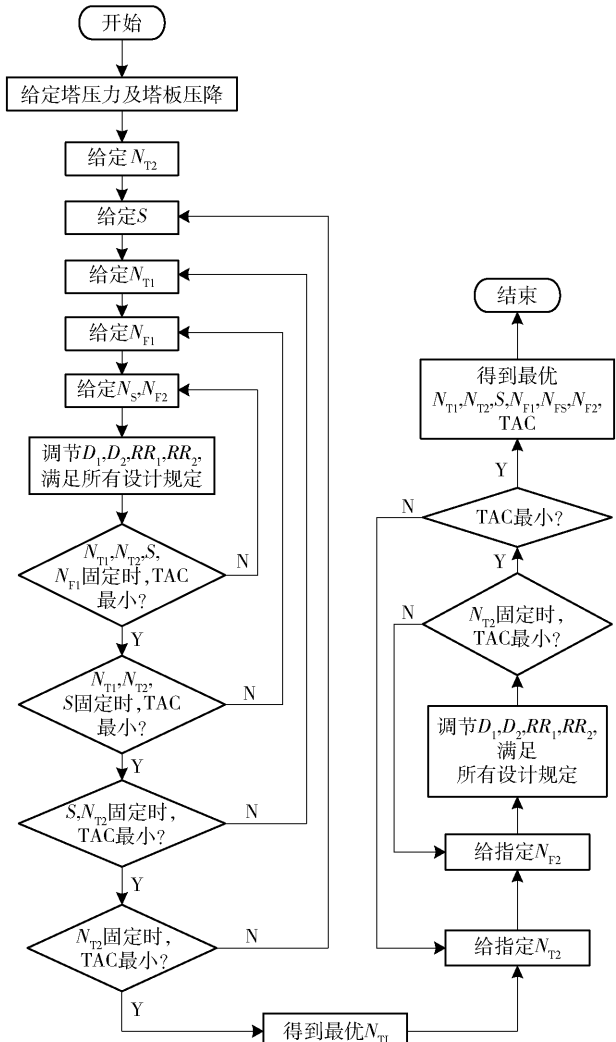 开始
给定塔压力及塔板压降
给定N_T2
给定S
给定N_T1
给定N_F1
给定N_S,N_F2
调节D_1,D_2,RR_1,RR_2,
满足所有设计规定
N_T1,N_T2,S,
N_F1固定时,TAC
最小?
N
Y
N_T1,N_T2,
S固定时,TAC
最小?
N
Y
S,N_T2固定时,
TAC最小?
N
Y
N_T2固定时,
TAC最小?
N
Y
得到最优N_T1
给指定N_T2
给指定N_F2
调节D_1,D_2,RR_1,RR_2,
满足
所有设计规定
N_T2固定时,
TAC最小?
N
Y
TAC最小?
N
Y
得到最优
N_T1,N_T2,S,N_F1,N_FS,N_F2,
TAC
结束